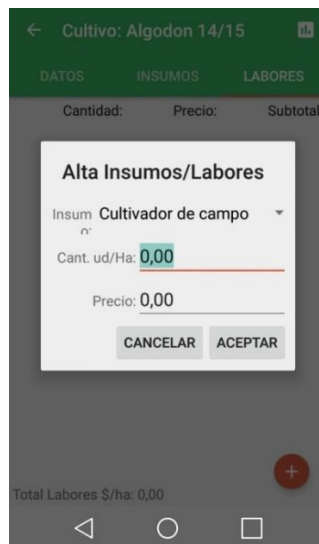 Cultivo: Algodon 14/15
DATOS INSUMOS LABORES
Cantidad: Precio: Subtotal
Alta Insumos/Labores
Insum
o: Cultivador de campo
Cant. ud/Ha: 0,00
Precio: 0,00
CANCELAR ACEPTAR
Total Labores $/ha: 0,00